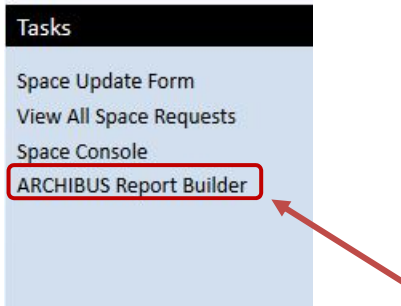 Tasks
Space Update Form
View All Space Requests
Space Console
ARCHIBUS Report Builder